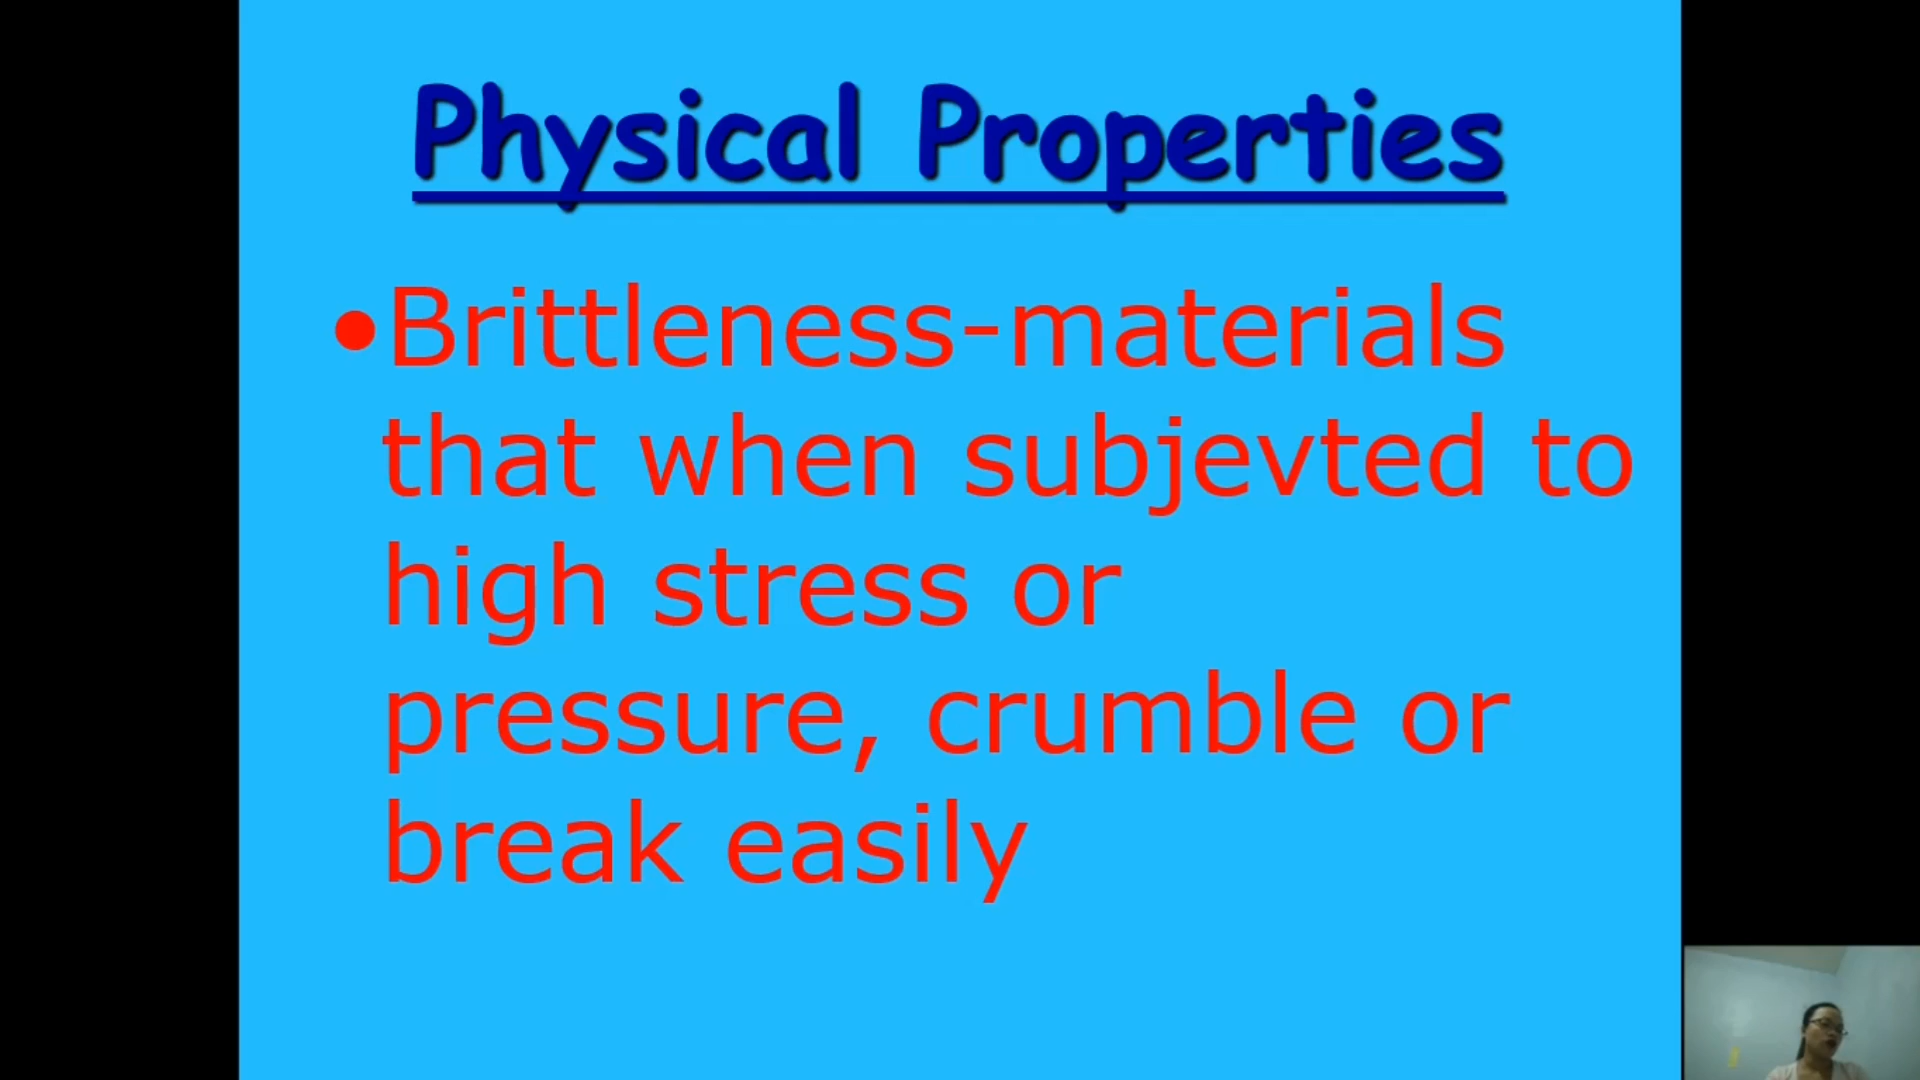 Physical Properties
•Brittleness-materials
that when subjevted to
high stress or
pressure, crumble or
break easily